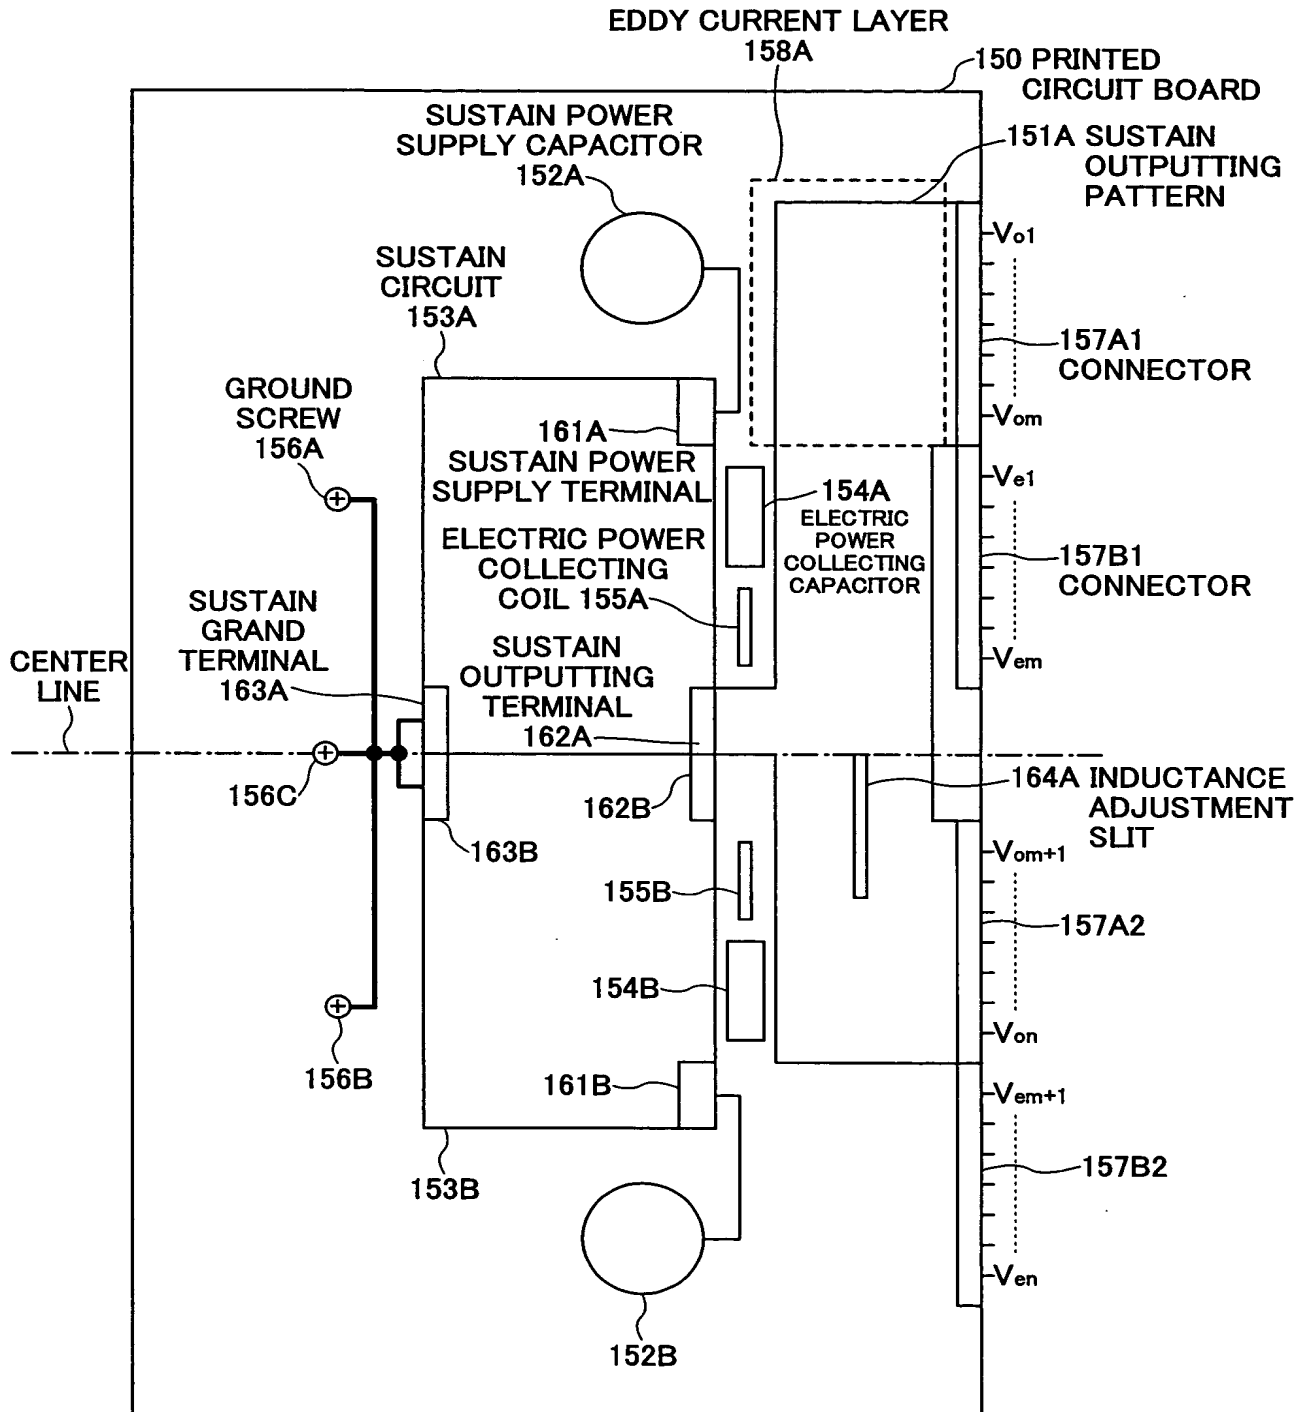 EDDY CURRENT LAYER
158A
150 PRINTED
CIRCUIT BOARD
SUSTAIN POWER
SUPPLY CAPACITOR
152A
151A SUSTAIN
OUTPUTTING
PATTERN
Vo1
SUSTAIN
CIRCUIT
153A
157A1
CONNECTOR
GROUND
SCREW
156A
Vom
161A
SUSTAIN POWER
SUPPLY TERMINAL
Ve1
154A
ELECTRIC
POWER
COLLECTING
CAPACITOR
ELECTRIC POWER
COLLECTING
COIL 155A
157B1
CONNECTOR
SUSTAIN
GRAND
TERMINAL
163A
SUSTAIN
OUTPUTTING
TERMINAL
162A
Vem
CENTER
LINE
156C
162B
164A INDUCTANCE
ADJUSTMENT
SLIT
163B
Vom+1
155B
157A2
154B
Von
156B
161B
Vem+1
153B
157B2
Ven
152B